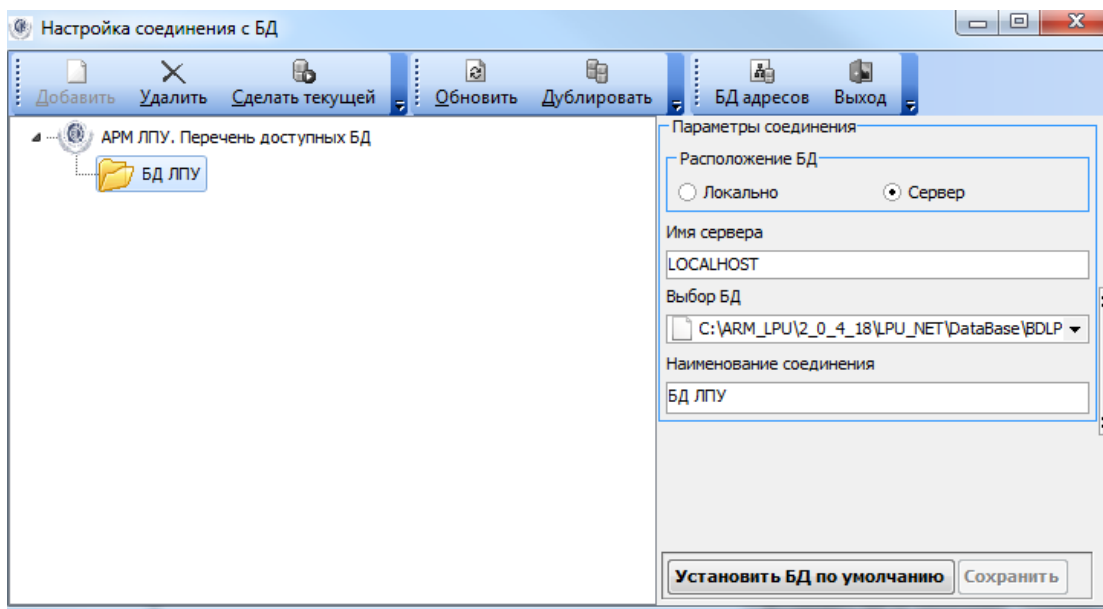 Настройка соединения с БД
Добавить Удалить Сделать текущей Обновить Дублировать БД адресов Выход
АРМ ЛПУ. Перечень доступных БД
БД ЛПУ
Параметры соединения
Расположение БД
Локально Сервер
Имя сервера
LOCALHOST
Выбор БД
C:\ARM_LPU\2_0_4_18\LPU_NET\DataBase\BDLP
Наименование соединения
БД ЛПУ
Установить БД по умолчанию Сохранить